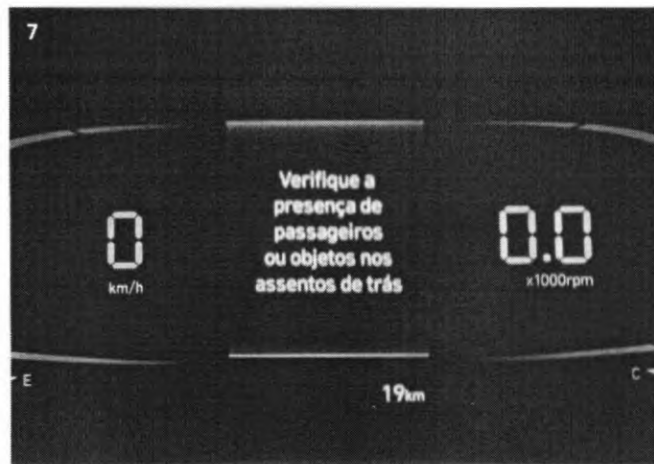 7
Verifique a
presença de
passageiros
ou objetos nos
assentos de trás
0
km/h
0.0
x1000rpm
E
C
19km